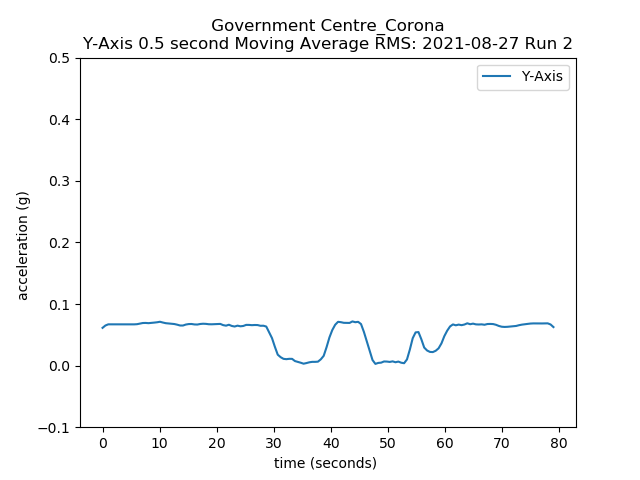 Government Centre_Corona
Y-Axis 0.5 second Moving Average RMS: 2021-08-27 Run 2
Y-Axis
acceleration (g)
0.5
0.4
0.3
0.2
0.1
0.0
−0.1
0 10 20 30 40 50 60 70 80
time (seconds)